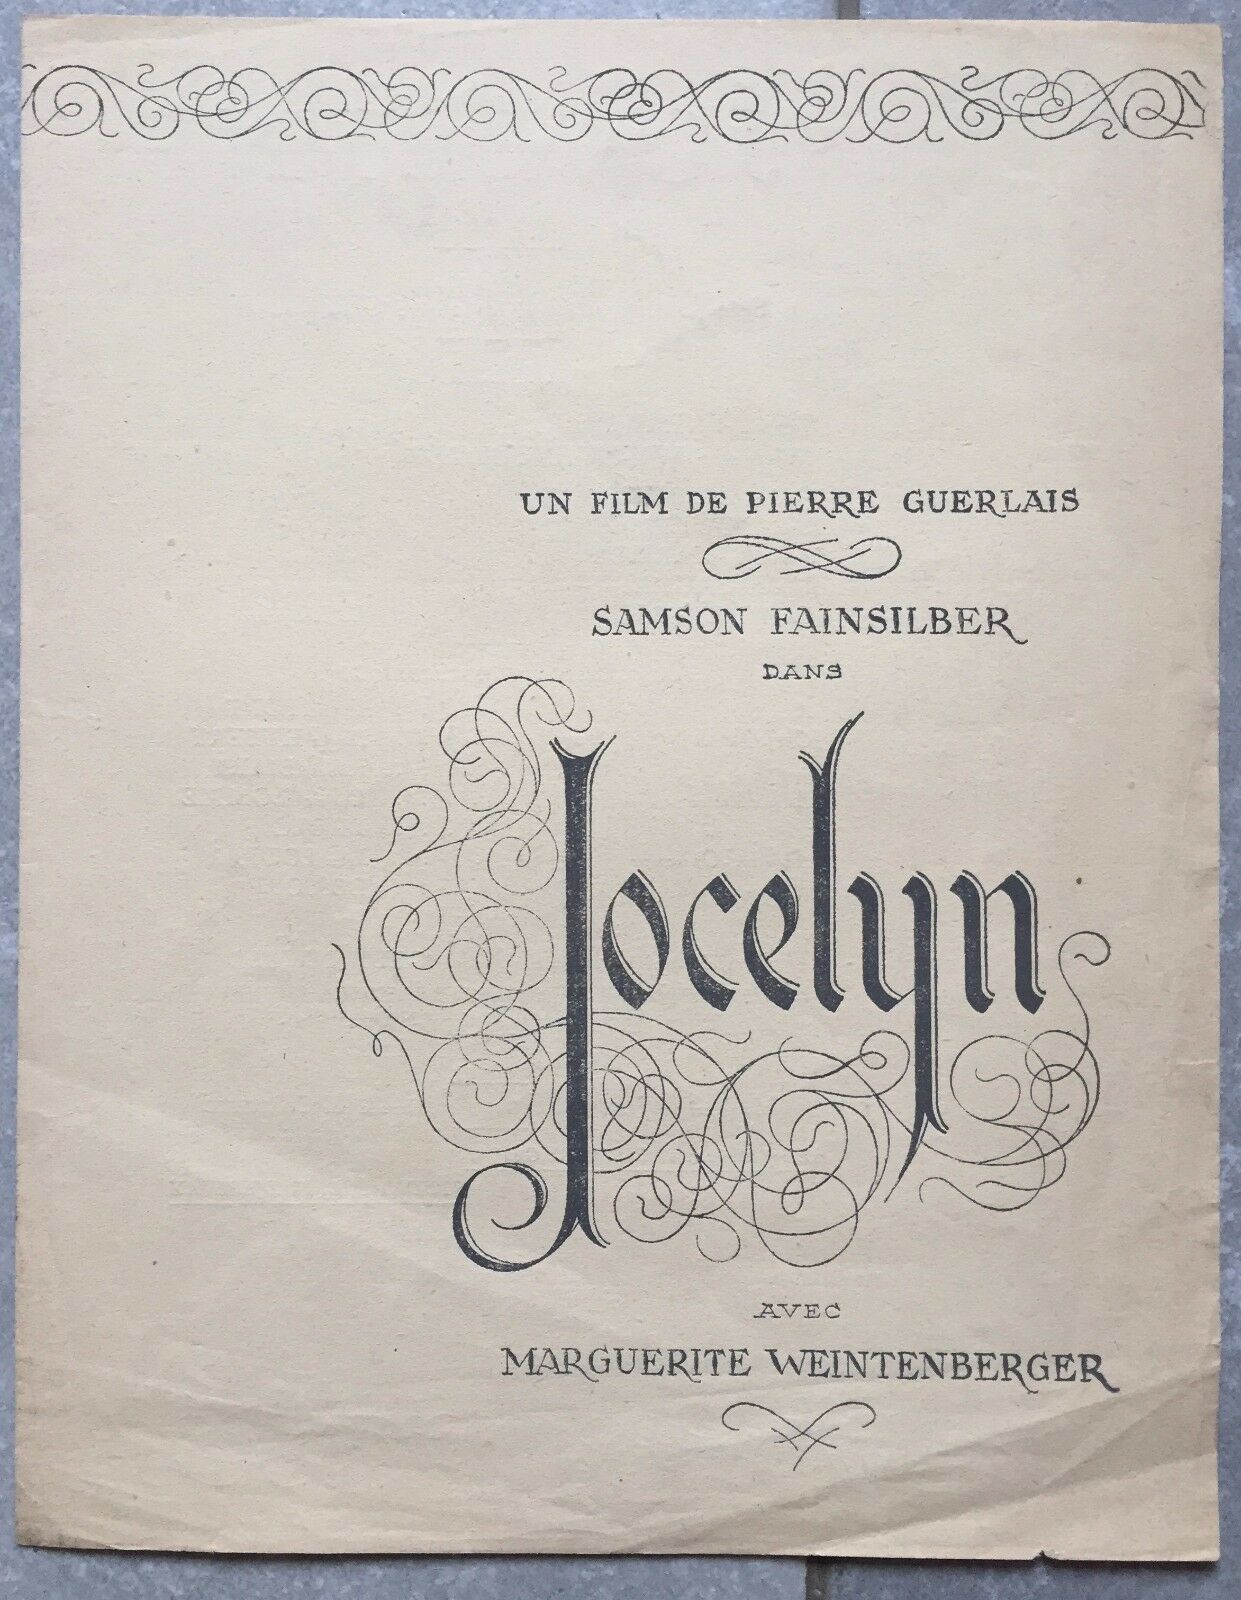 UN FILM DE PIERRE GUERLAIS
SAMSON FAINSILBER
DANS
Jocelyn
AVEC
MARGUERITE WEINTENBERGER